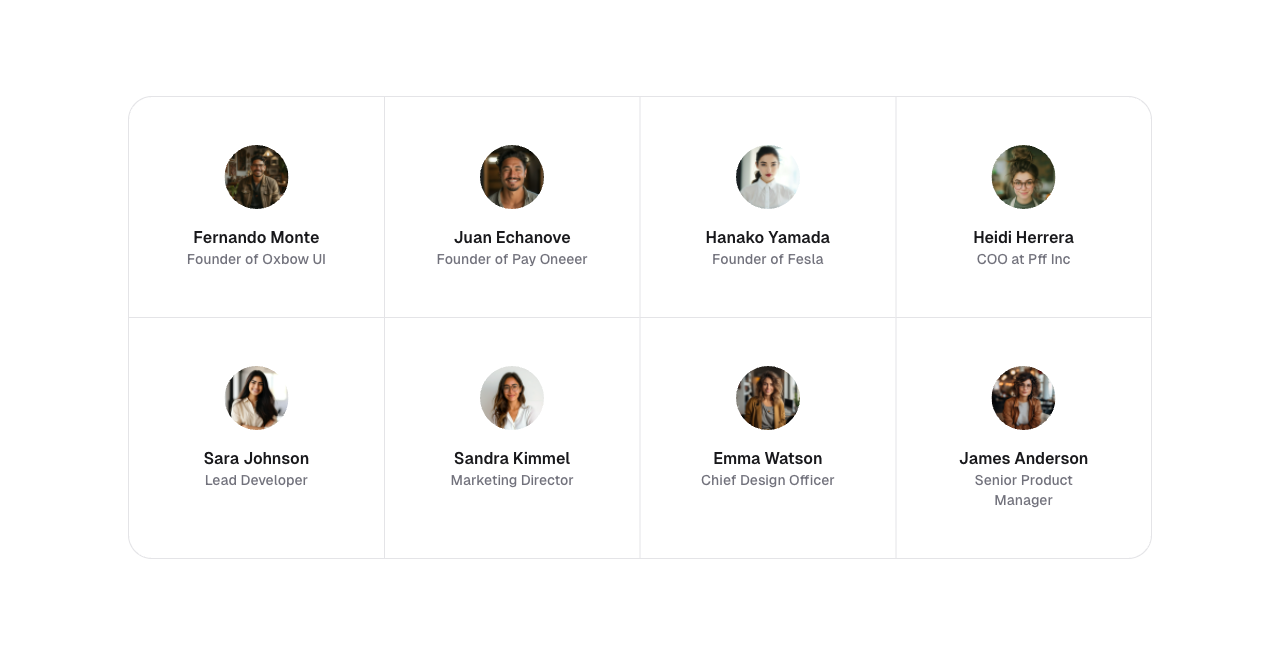 Fernando Monte
Founder of Oxbow UI
Juan Echanove
Founder of Pay Oneeer
Hanako Yamada
Founder of Fesla
Heidi Herrera
COO at Pff Inc
Sara Johnson
Lead Developer
Sandra Kimmel
Marketing Director
Emma Watson
Chief Design Officer
James Anderson
Senior Product
Manager